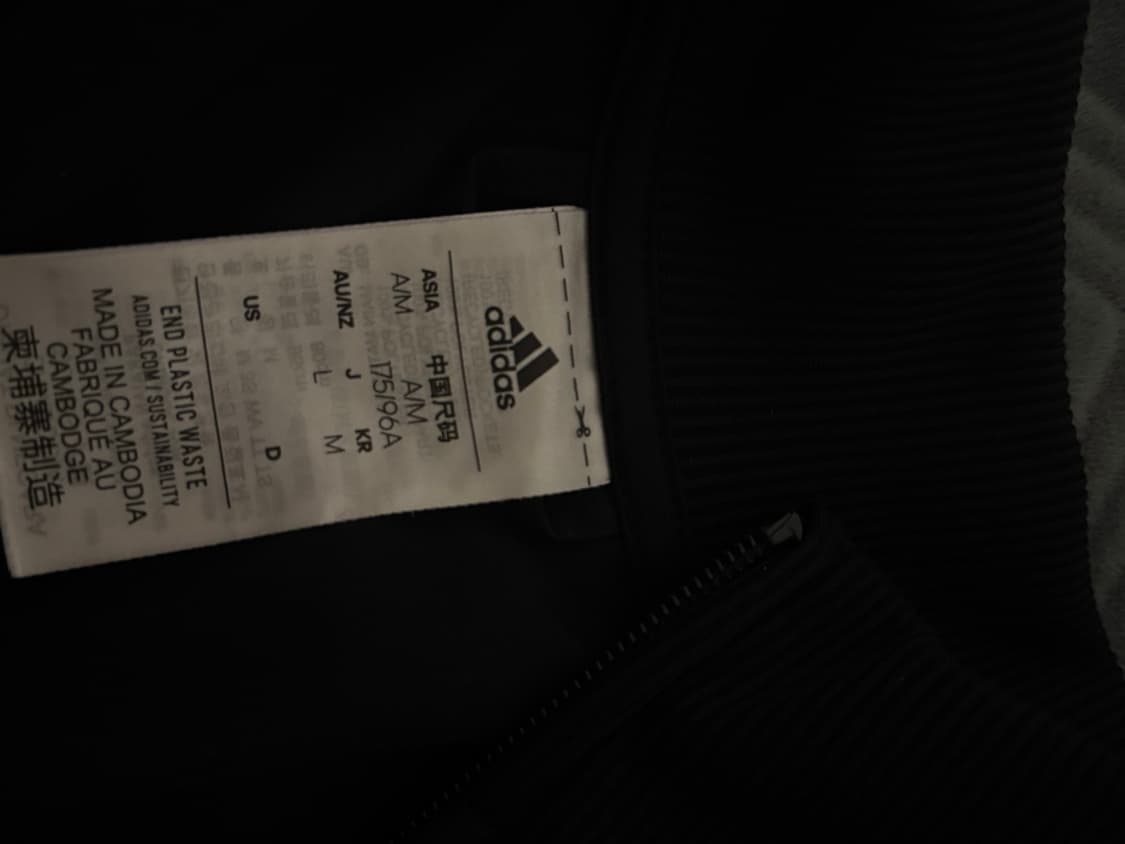 adidas
ASIA 中国尺码
A/M A/M
175/96A
AU/NZ J KR
L M
US D
END PLASTIC WASTE
ADIDAS.COM / SUSTAINABILITY
MADE IN CAMBODIA
FABRIQUÉ AU
CAMBODGE
柬埔寨制造